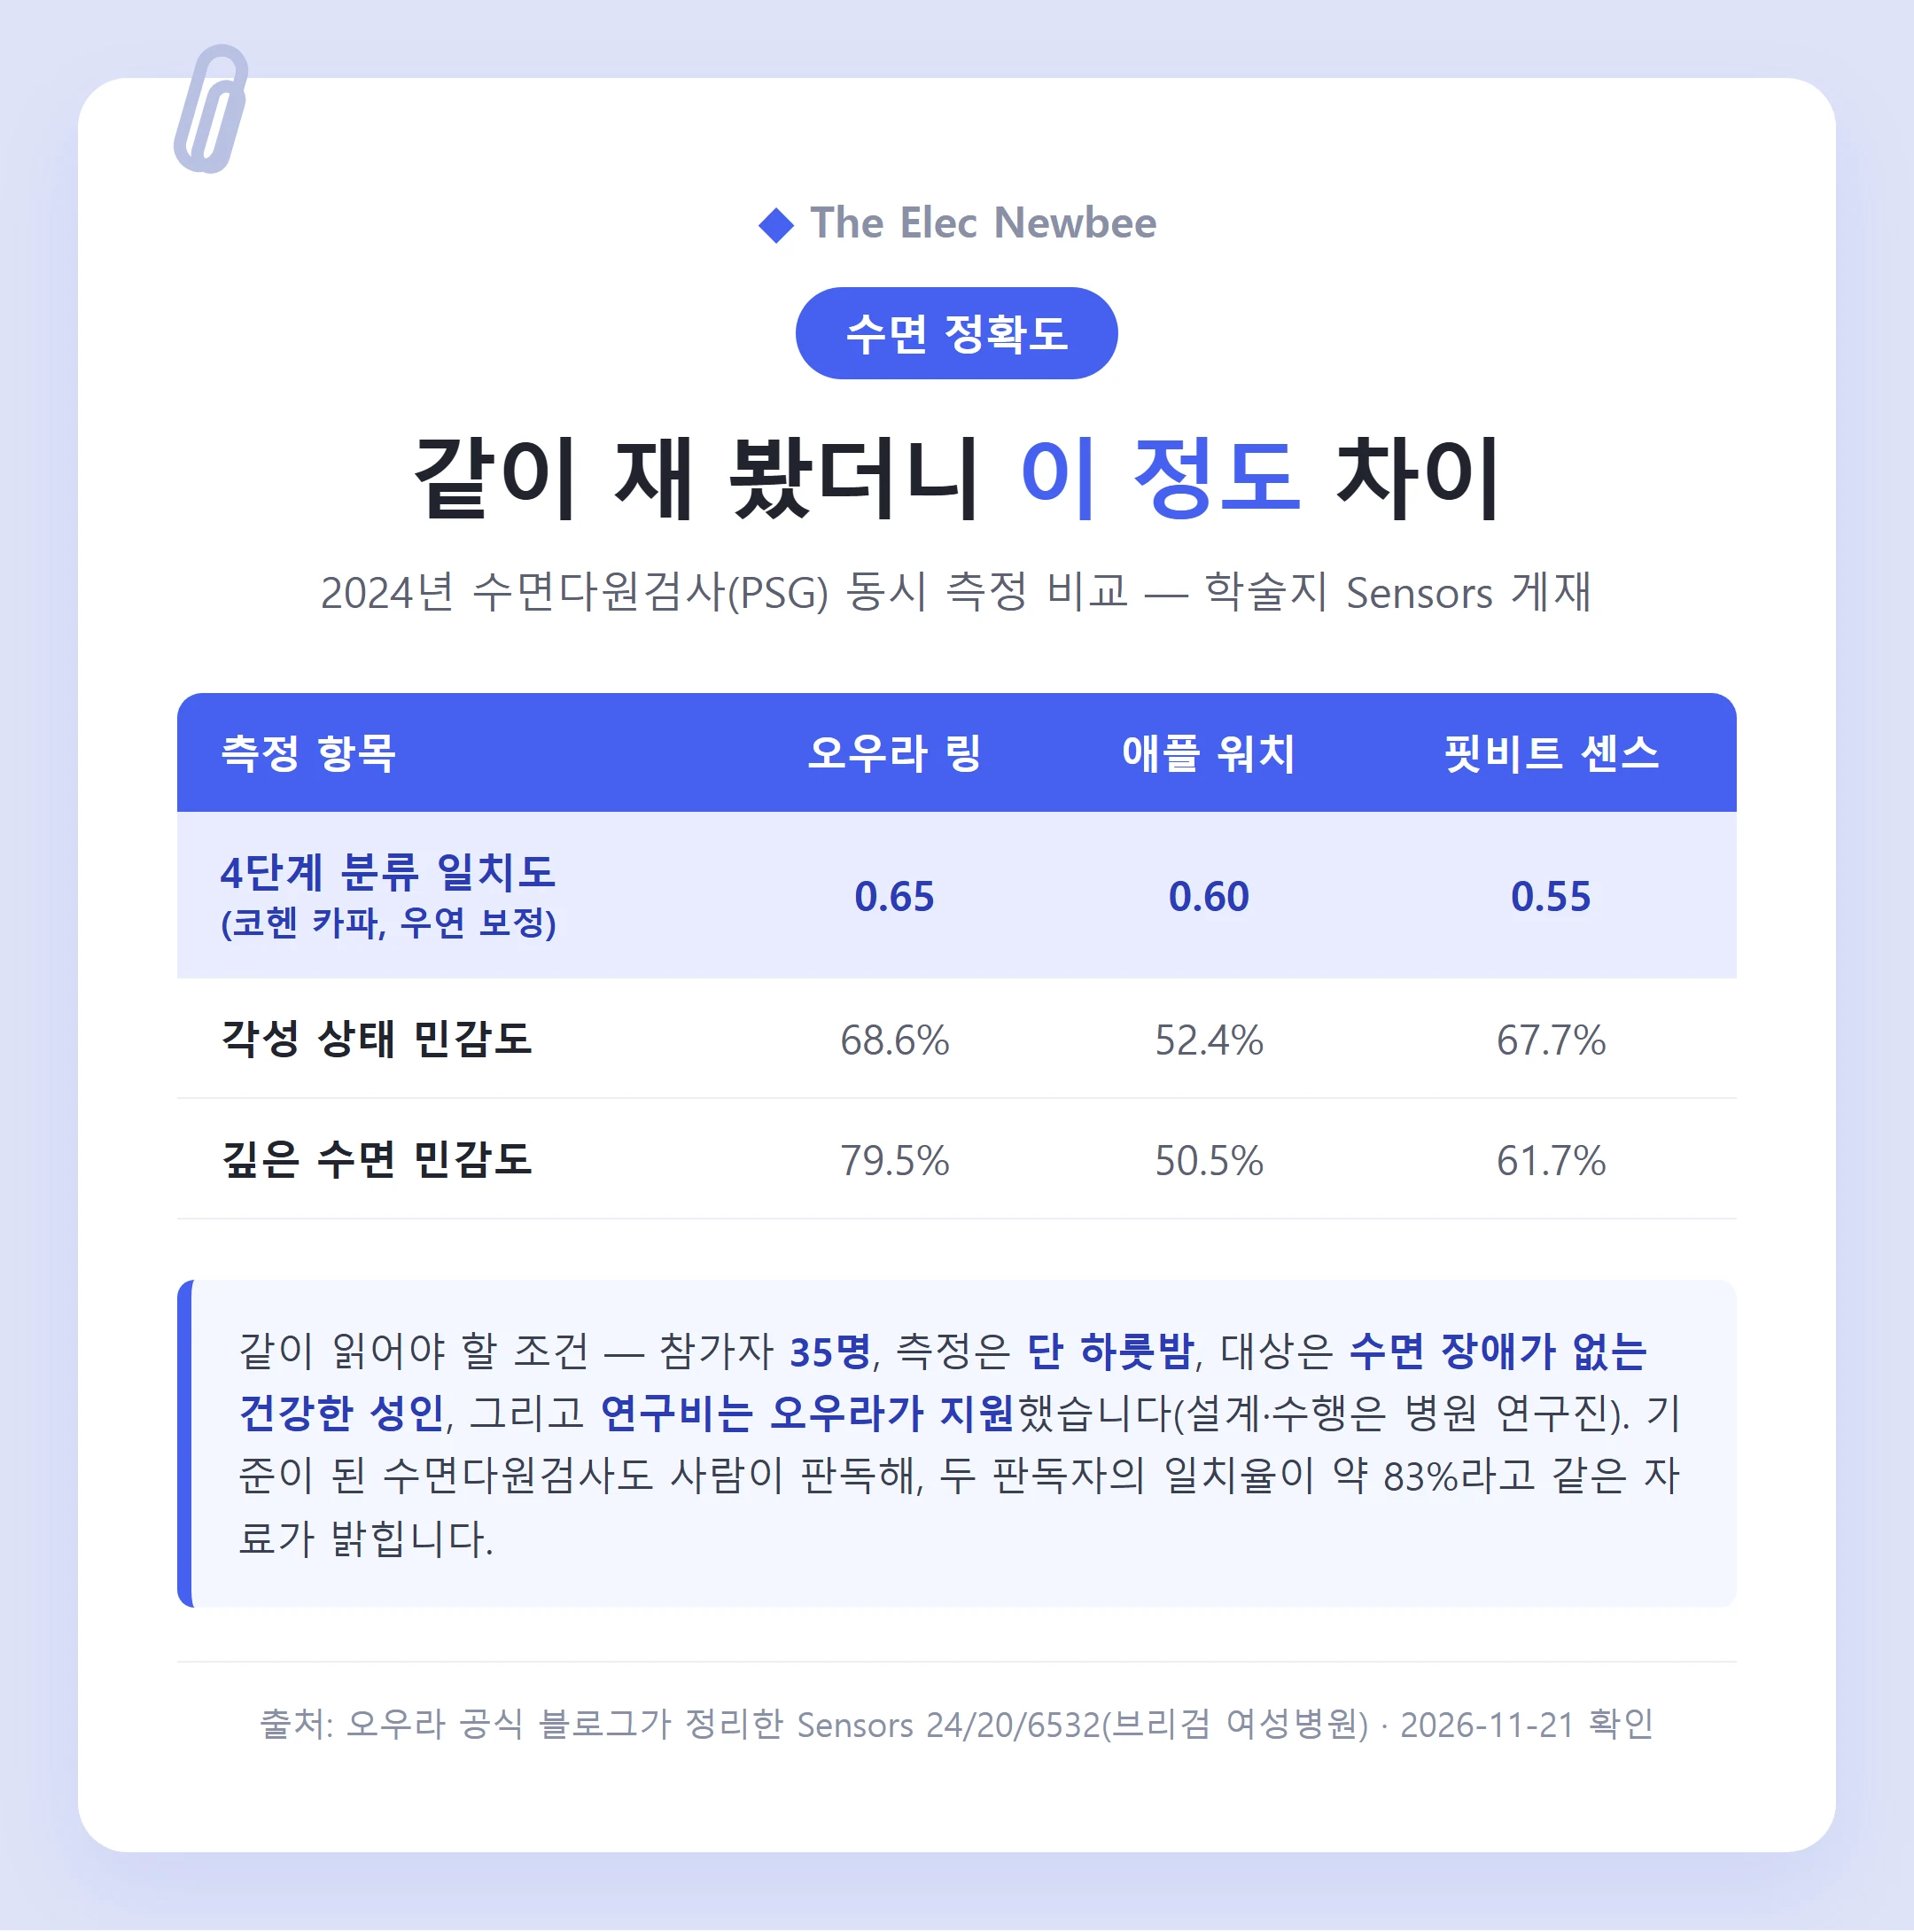 ◆ The Elec Newbee
수면 정확도
같이 재 봤더니 이 정도 차이
2024년 수면다원검사(PSG) 동시 측정 비교 — 학술지 Sensors 게재
측정 항목 오우라 링 애플 워치 핏비트 센스
4단계 분류 일치도
(코헨 카파, 우연 보정) 0.65 0.60 0.55
각성 상태 민감도 68.6% 52.4% 67.7%
깊은 수면 민감도 79.5% 50.5% 61.7%
같이 읽어야 할 조건 — 참가자 35명, 측정은 단 하룻밤, 대상은 수면 장애가 없는
건강한 성인, 그리고 연구비는 오우라가 지원했습니다(설계·수행은 병원 연구진). 기
준이 된 수면다원검사도 사람이 판독해, 두 판독자의 일치율이 약 83%라고 같은 자
료가 밝힙니다.
출처: 오우라 공식 블로그가 정리한 Sensors 24/20/6532(브리검 여성병원) · 2026-11-21 확인